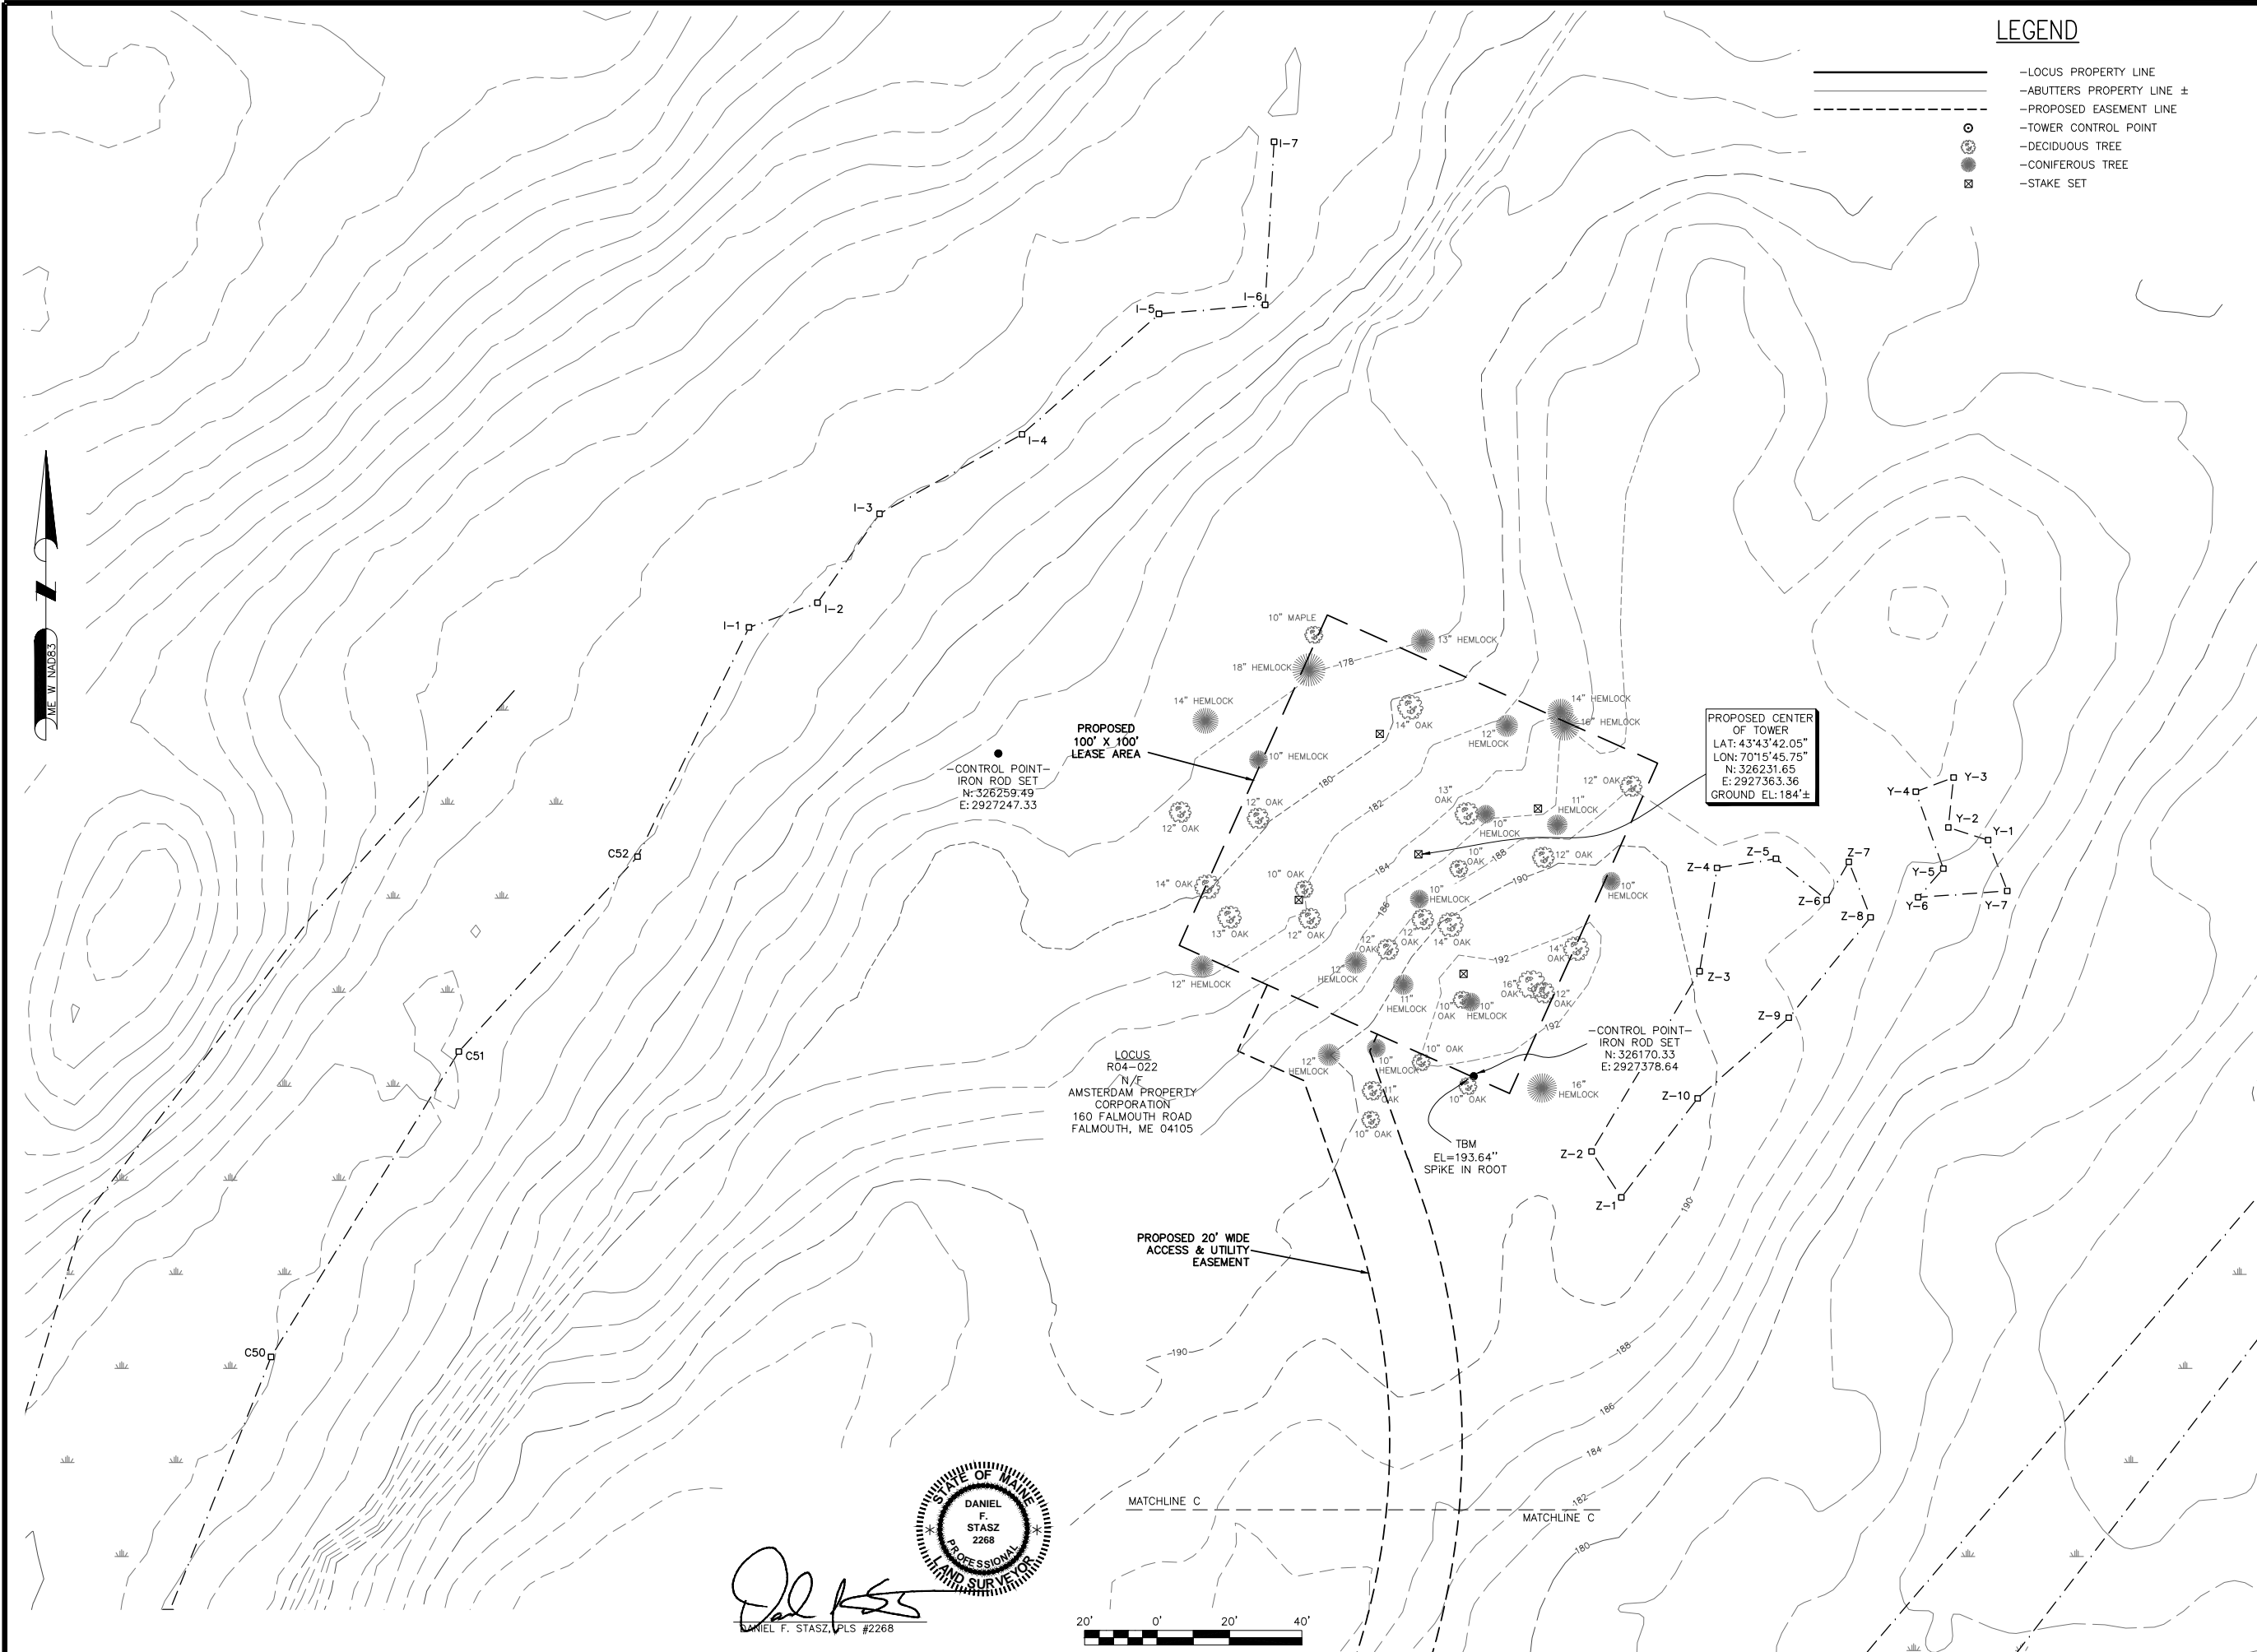 LEGEND
-LOCUS PROPERTY LINE
-ABUTTERS PROPERTY LINE ±
-PROPOSED EASEMENT LINE
-TOWER CONTROL POINT
-DECIDUOUS TREE
-CONIFEROUS TREE
-STAKE SET
I-7
I-6
I-5
I-4
I-3
I-2
I-1
C52
C51
C50
N
ME W NAD83
10" MAPLE
13" HEMLOCK
18" HEMLOCK
178
14" HEMLOCK
14" HEMLOCK
16" HEMLOCK
14" OAK
12"
HEMLOCK
PROPOSED
100' X 100'
LEASE AREA
10" HEMLOCK
-CONTROL POINT-
IRON ROD SET
N: 326259.49
E: 2927247.33
PROPOSED CENTER
OF TOWER
LAT: 43°43'42.05"
LON: 70°15'45.75"
N: 326231.65
E: 2927363.36
GROUND EL: 184'±
180
182
12" OAK
12" OAK
12" OAK
13"
OAK
11"
HEMLOCK
10"
HEMLOCK
12" OAK
10"
OAK
188
184
190
186
14" OAK
10" OAK
13" OAK
12" OAK
10"
HEMLOCK
10"
HEMLOCK
12"
OAK
14" OAK
12"
OAK
12"
HEMLOCK
12" HEMLOCK
11"
HEMLOCK
192
14"
OAK
16"
OAK
12"
OAK
10"
OAK
10"
HEMLOCK
192
10" OAK
12"
HEMLOCK
10"
HEMLOCK
11"
OAK
10" OAK
10" OAK
16"
HEMLOCK
-CONTROL POINT-
IRON ROD SET
N: 326170.33
E: 2927378.64
LOCUS
R04-022
N/F
AMSTERDAM PROPERTY
CORPORATION
160 FALMOUTH ROAD
FALMOUTH, ME 04105
TBM
EL=193.64''
SPiKE IN ROOT
Y-3
Y-4
Y-2
Y-1
Y-5
Y-6
Y-7
Z-4
Z-5
Z-7
Z-6
Z-8
Z-3
Z-9
Z-10
Z-2
Z-1
190
PROPOSED 20' WIDE
ACCESS & UTILITY
EASEMENT
190
188
186
184
182
180
MATCHLINE C
MATCHLINE C
STATE OF MAINE
DANIEL
F.
STASZ
2268
PROFESSIONAL
LAND SURVEYOR
DANIEL F. STASZ, PLS #2268
20' 0' 20' 40'